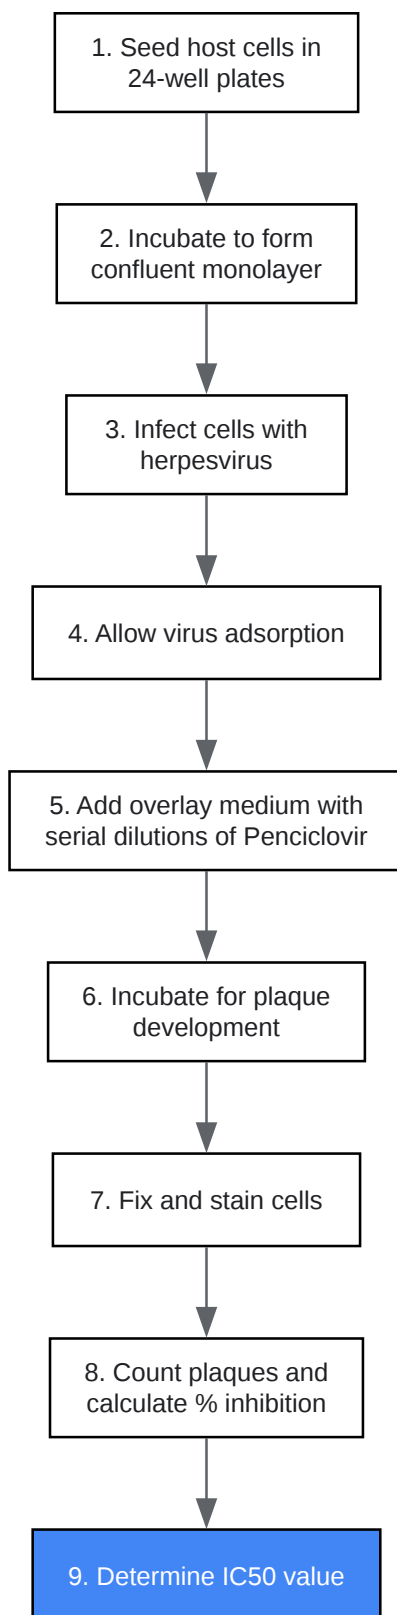 1. Seed host cells in
24-well plates
2. Incubate to form
confluent monolayer
3. Infect cells with
herpesvirus
4. Allow virus adsorption
5. Add overlay medium with
serial dilutions of Penciclovir
6. Incubate for plaque
development
7. Fix and stain cells
8. Count plaques and
calculate % inhibition
9. Determine IC50 value